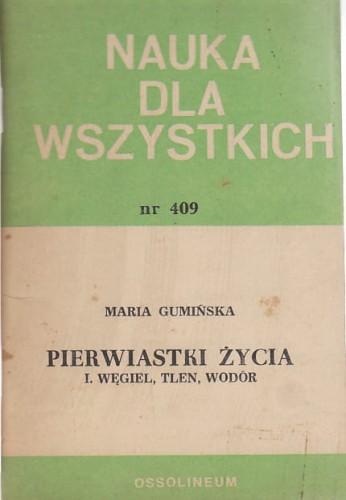 NAUKA
DLA
WSZYSTKICH
nr 409
MARIA GUMIŃSKA
PIERWIASTKI ŻYCIA
I. WĘGIEL, TLEN, WODÓR
OSSOLINEUM